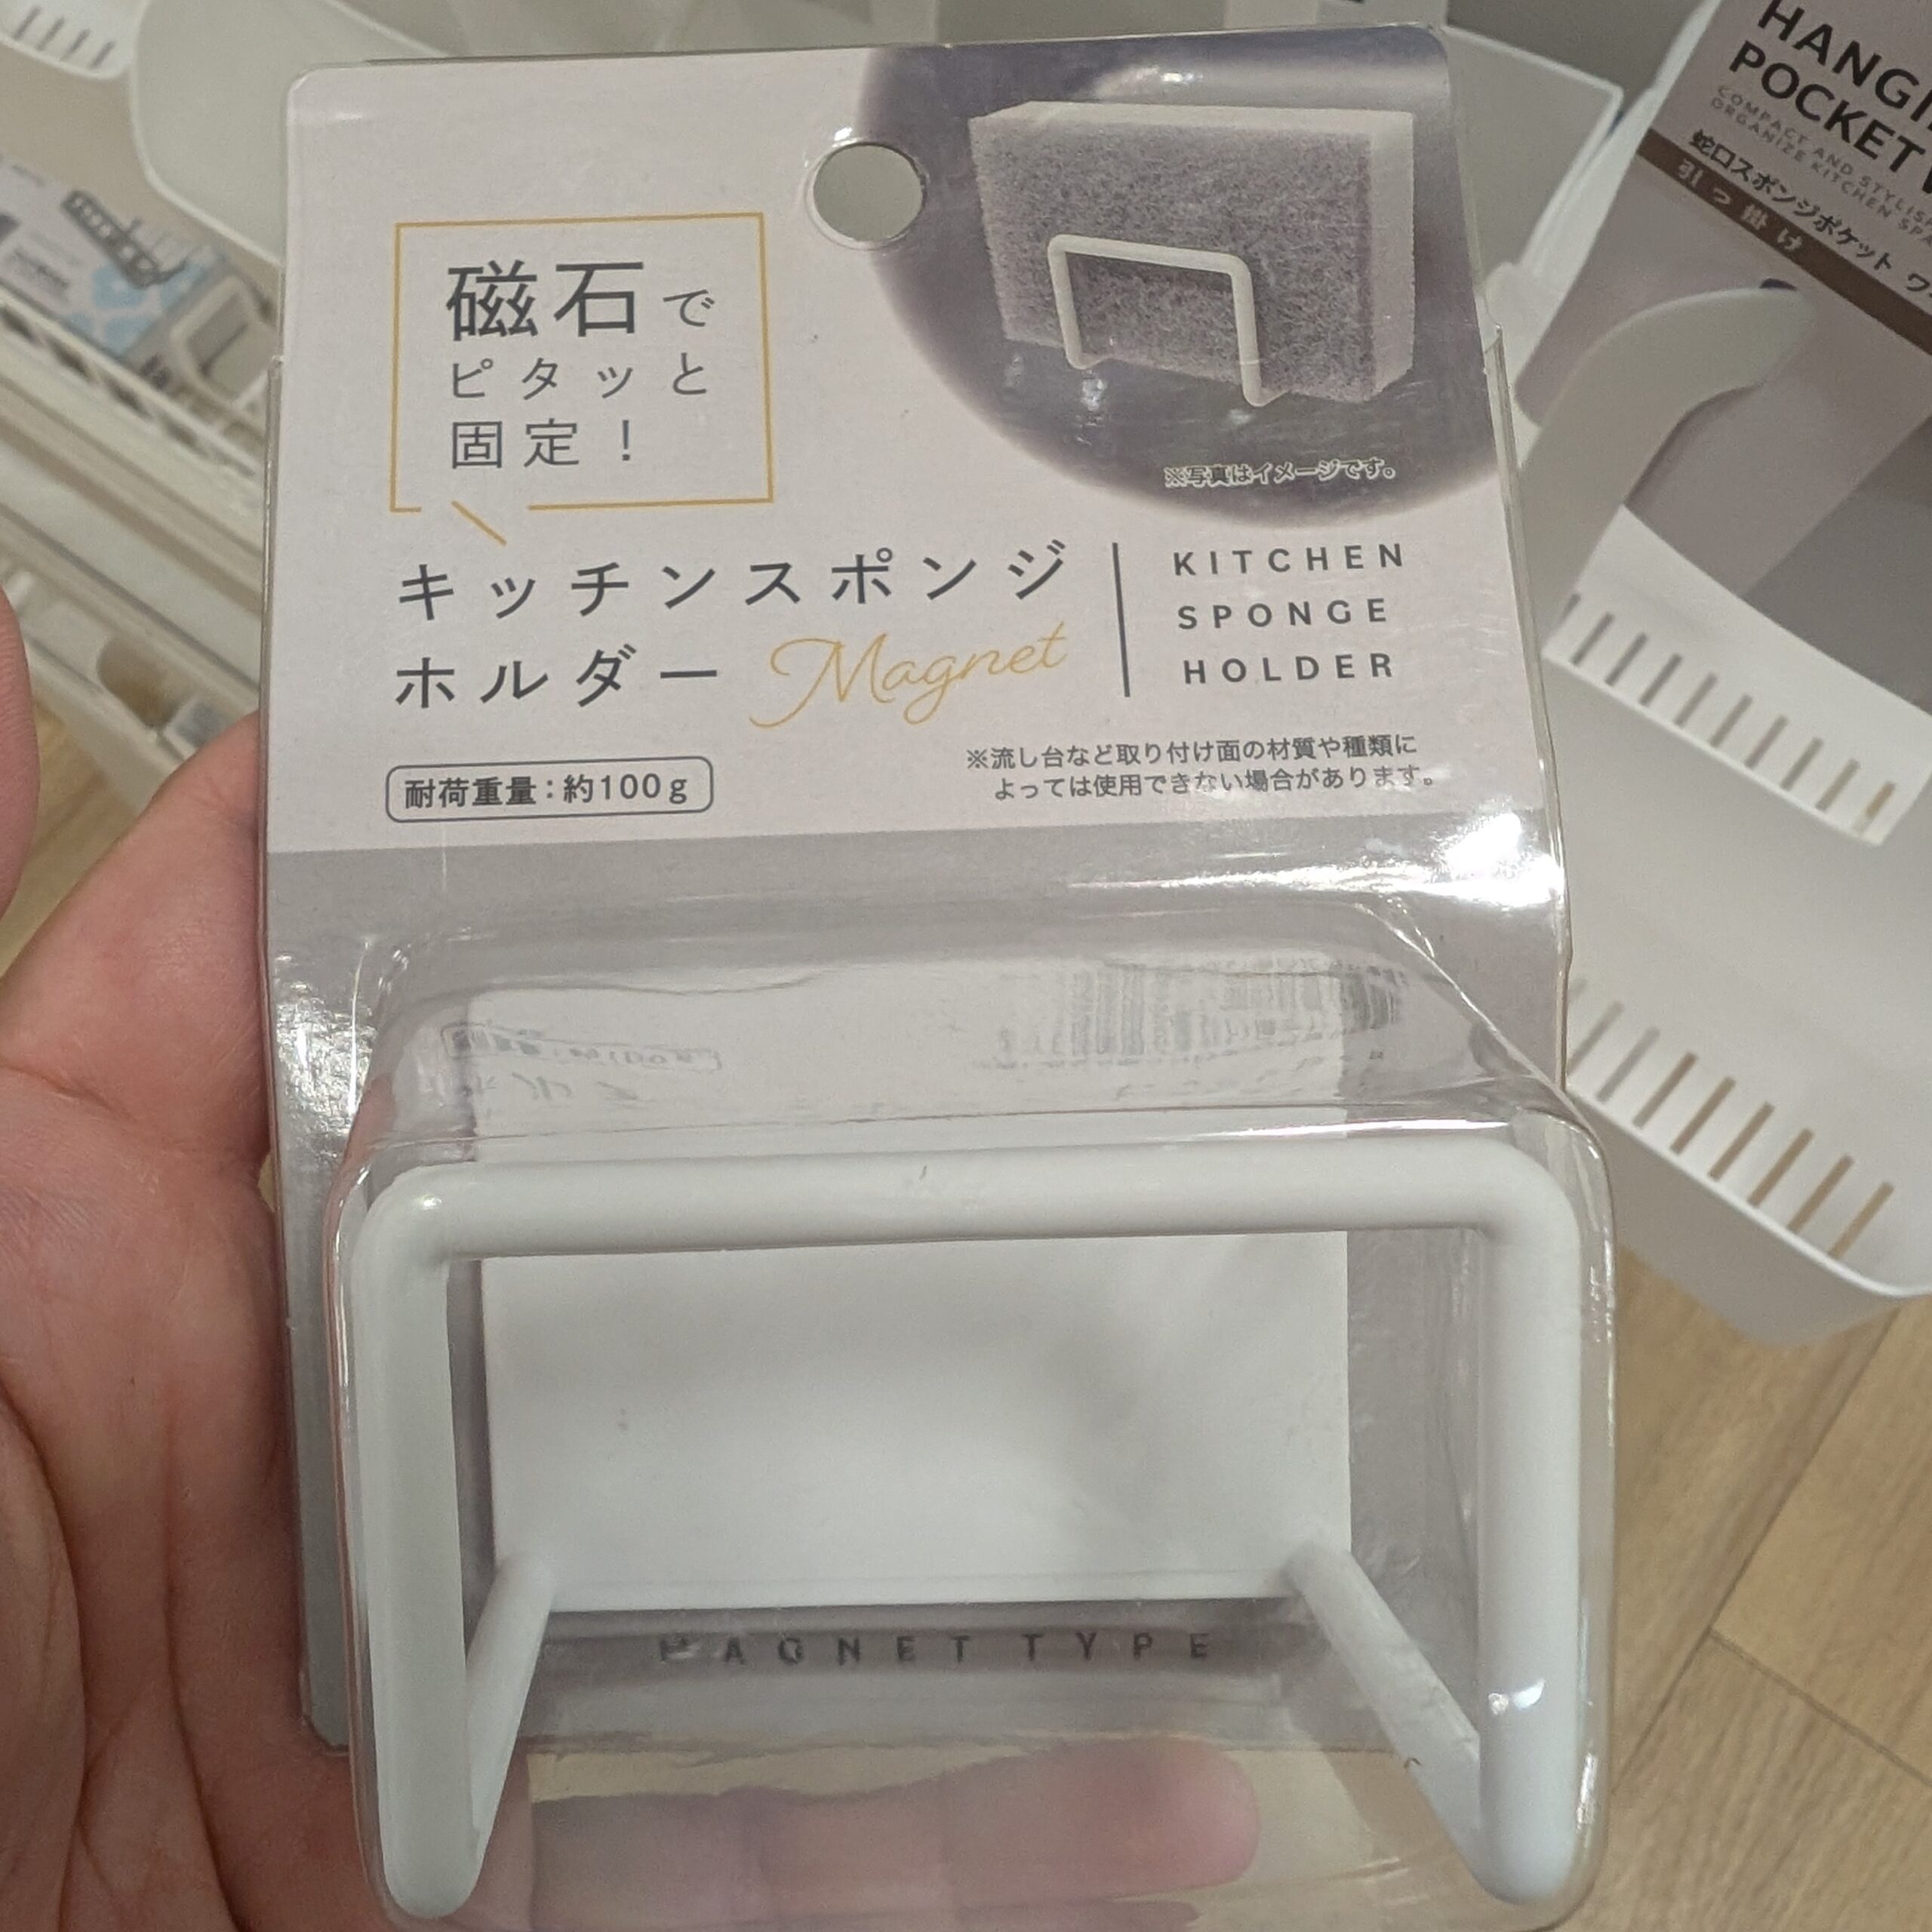 磁石で
ピタッと
固定！
※写真はイメージです。
キッチンスポンジ
ホルダー Magnet
KITCHEN
SPONGE
HOLDER
耐荷重量：約100g
※流し台など取り付け面の材質や種類に
よっては使用できない場合があります。
MAGNET TYPE
POCKET
COMPACT AND
ORGANIZE KITCHEN
蛇口スポンジポケット
引っ掛け